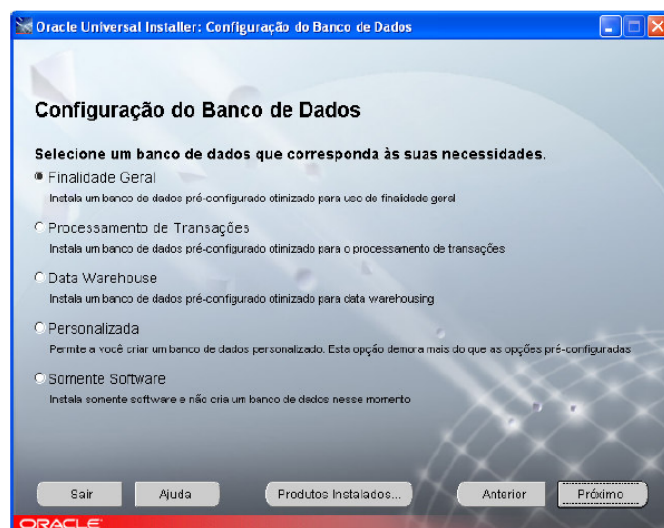 Oracle Universal Installer: Configuração do Banco de Dados
Configuração do Banco de Dados
Selecione um banco de dados que corresponda às suas necessidades.
Finalidade Geral
Instala um banco de dados pré-configurado otimizado para uso de finalidade geral
Processamento de Transações
Instala um banco de dados pré-configurado otimizado para o processamento de transações
Data Warehouse
Instala um banco de dados pré-configurado otimizado para data warehousing
Personalizada
Permite a você criar um banco de dados personalizado. Esta opção demora mais do que as opções pré-configuradas
Somente Software
Instala somente software e não cria um banco de dados nesse momento
Sair Ajuda Produtos Instalados... Anterior Próximo
ORACLE